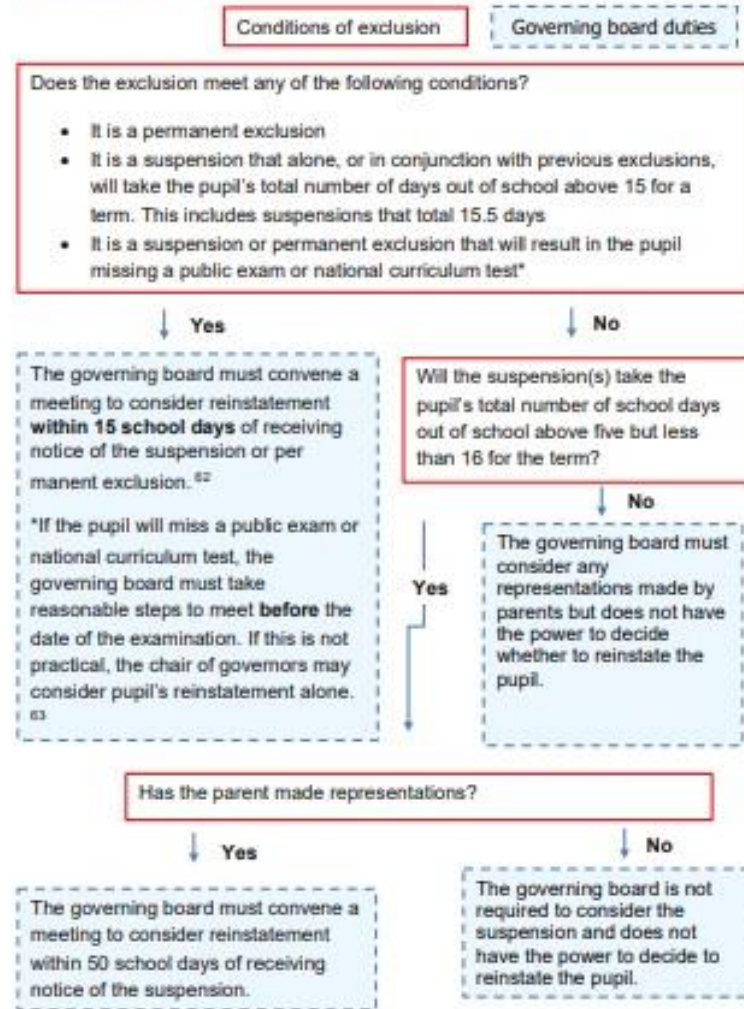 Conditions of exclusion
Governing board duties
Does the exclusion meet any of the following conditions?
• It is a permanent exclusion
• It is a suspension that alone, or in conjunction with previous exclusions,
will take the pupil's total number of days out of school above 15 for a
term. This includes suspensions that total 15.5 days
• It is a suspension or permanent exclusion that will result in the pupil
missing a public exam or national curriculum test*
Yes
No
The governing board must convene a
meeting to consider reinstatement
within 15 school days of receiving
notice of the suspension or per
manent exclusion. 62
*If the pupil will miss a public exam or
national curriculum test, the
governing board must take
reasonable steps to meet before the
date of the examination. If this is not
practical, the chair of governors may
consider pupil's reinstatement alone.
63
Will the suspension(s) take the
pupil's total number of school days
out of school above five but less
than 16 for the term?
No
Yes
The governing board must
consider any
representations made by
parents but does not have
the power to decide
whether to reinstate the
pupil.
Has the parent made representations?
Yes
No
The governing board must convene a
meeting to consider reinstatement
within 50 school days of receiving
notice of the suspension.
The governing board is not
required to consider the
suspension and does not
have the power to decide to
reinstate the pupil.